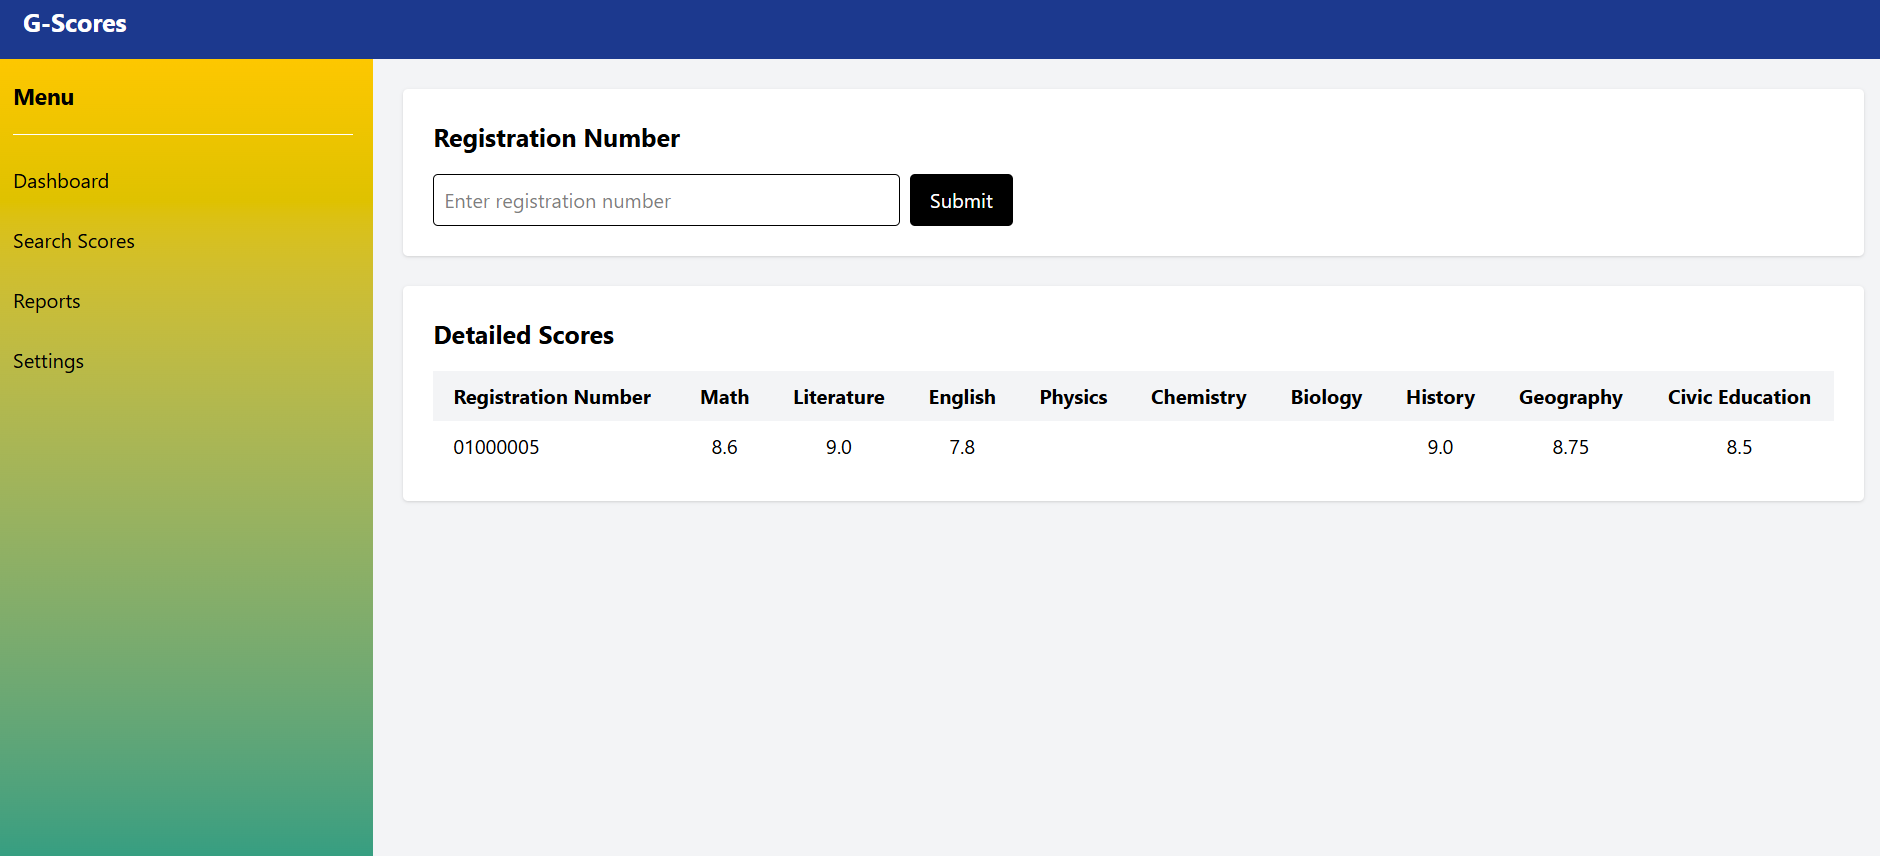 G-Scores
Menu
Dashboard
Search Scores
Reports
Settings
Registration Number
Enter registration number
Submit
Detailed Scores
Registration Number Math Literature English Physics Chemistry Biology History Geography Civic Education
01000005 8.6 9.0 7.8 9.0 8.75 8.5